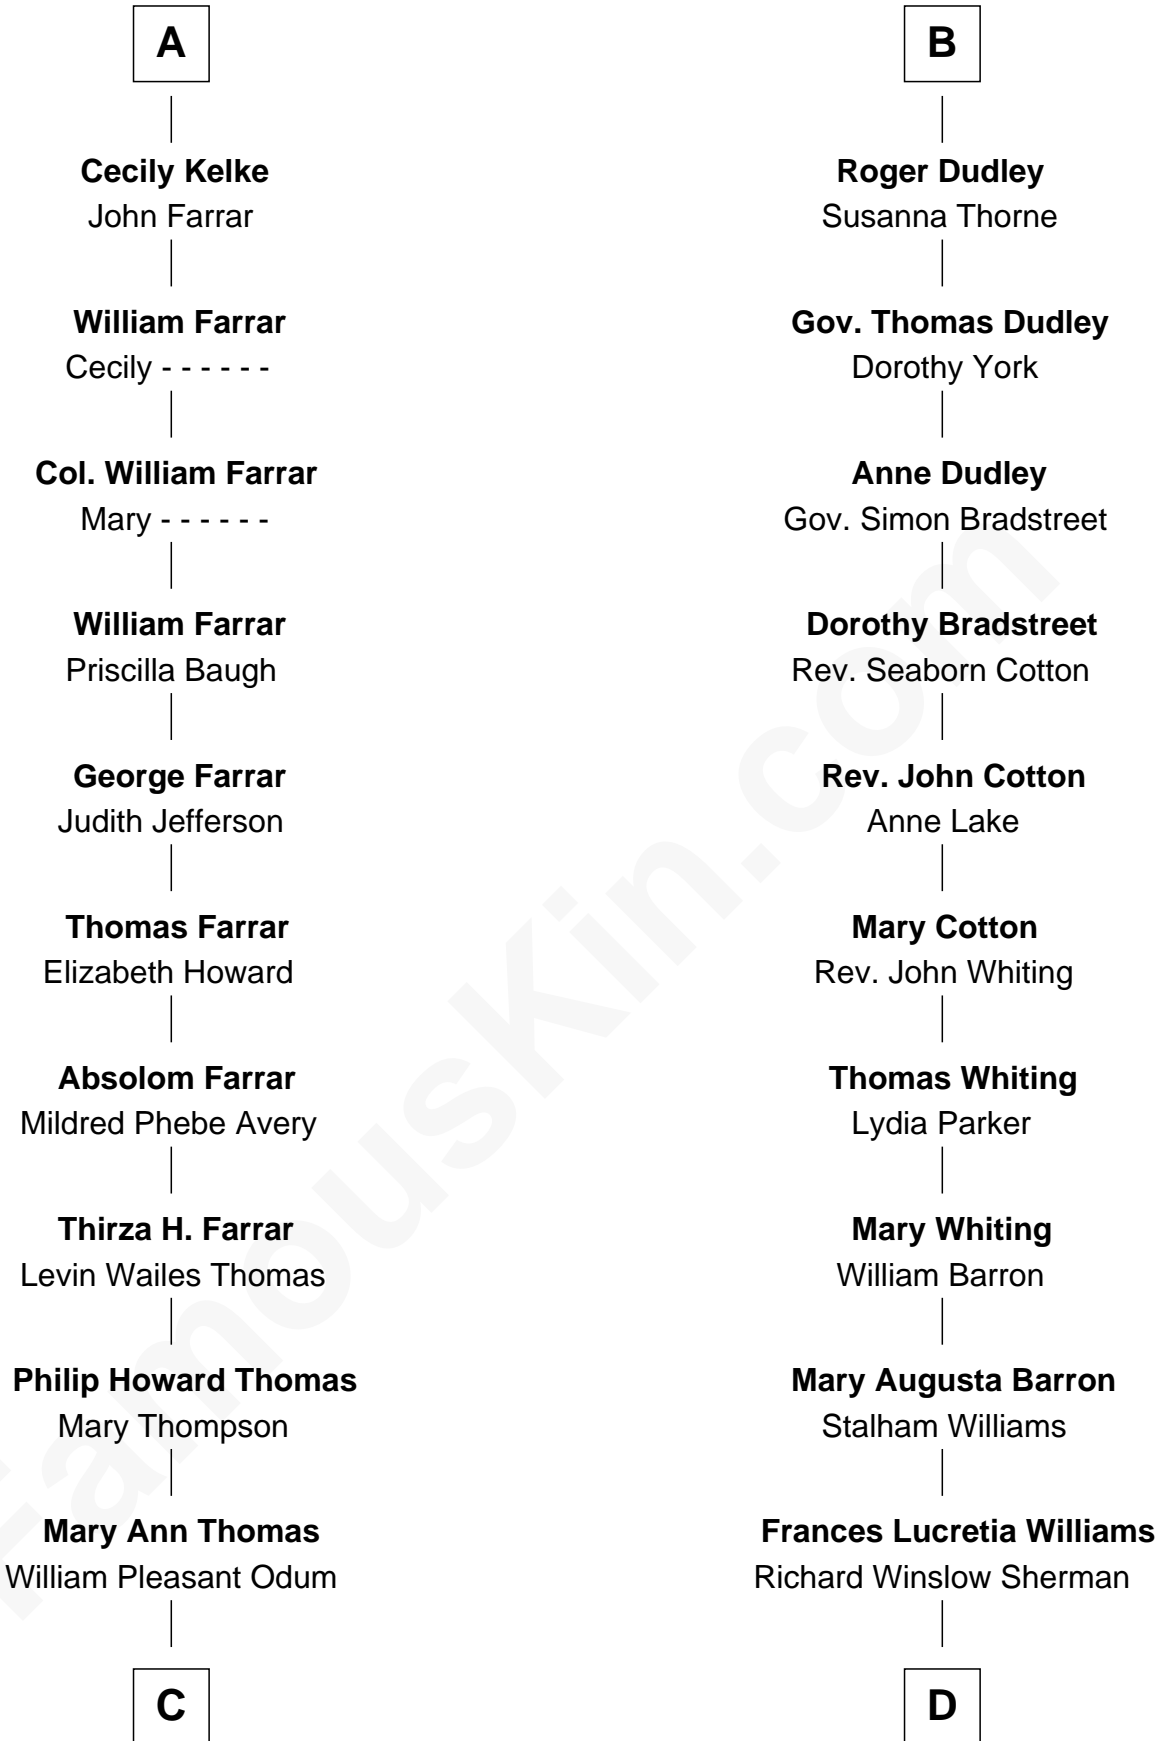 A
Cecily Kelke
John Farrar
William Farrar
Cecily - - - - - -
Col. William Farrar
Mary - - - - - -
William Farrar
Priscilla Baugh
George Farrar
Judith Jefferson
Thomas Farrar
Elizabeth Howard
Absolom Farrar
Mildred Phebe Avery
Thirza H. Farrar
Levin Wailes Thomas
Philip Howard Thomas
Mary Thompson
Mary Ann Thomas
William Pleasant Odum
C
B
Roger Dudley
Susanna Thorne
Gov. Thomas Dudley
Dorothy York
Anne Dudley
Gov. Simon Bradstreet
Dorothy Bradstreet
Rev. Seaborn Cotton
Rev. John Cotton
Anne Lake
Mary Cotton
Rev. John Whiting
Thomas Whiting
Lydia Parker
Mary Whiting
William Barron
Mary Augusta Barron
Stalham Williams
Frances Lucretia Williams
Richard Winslow Sherman
D
FamousKin.com